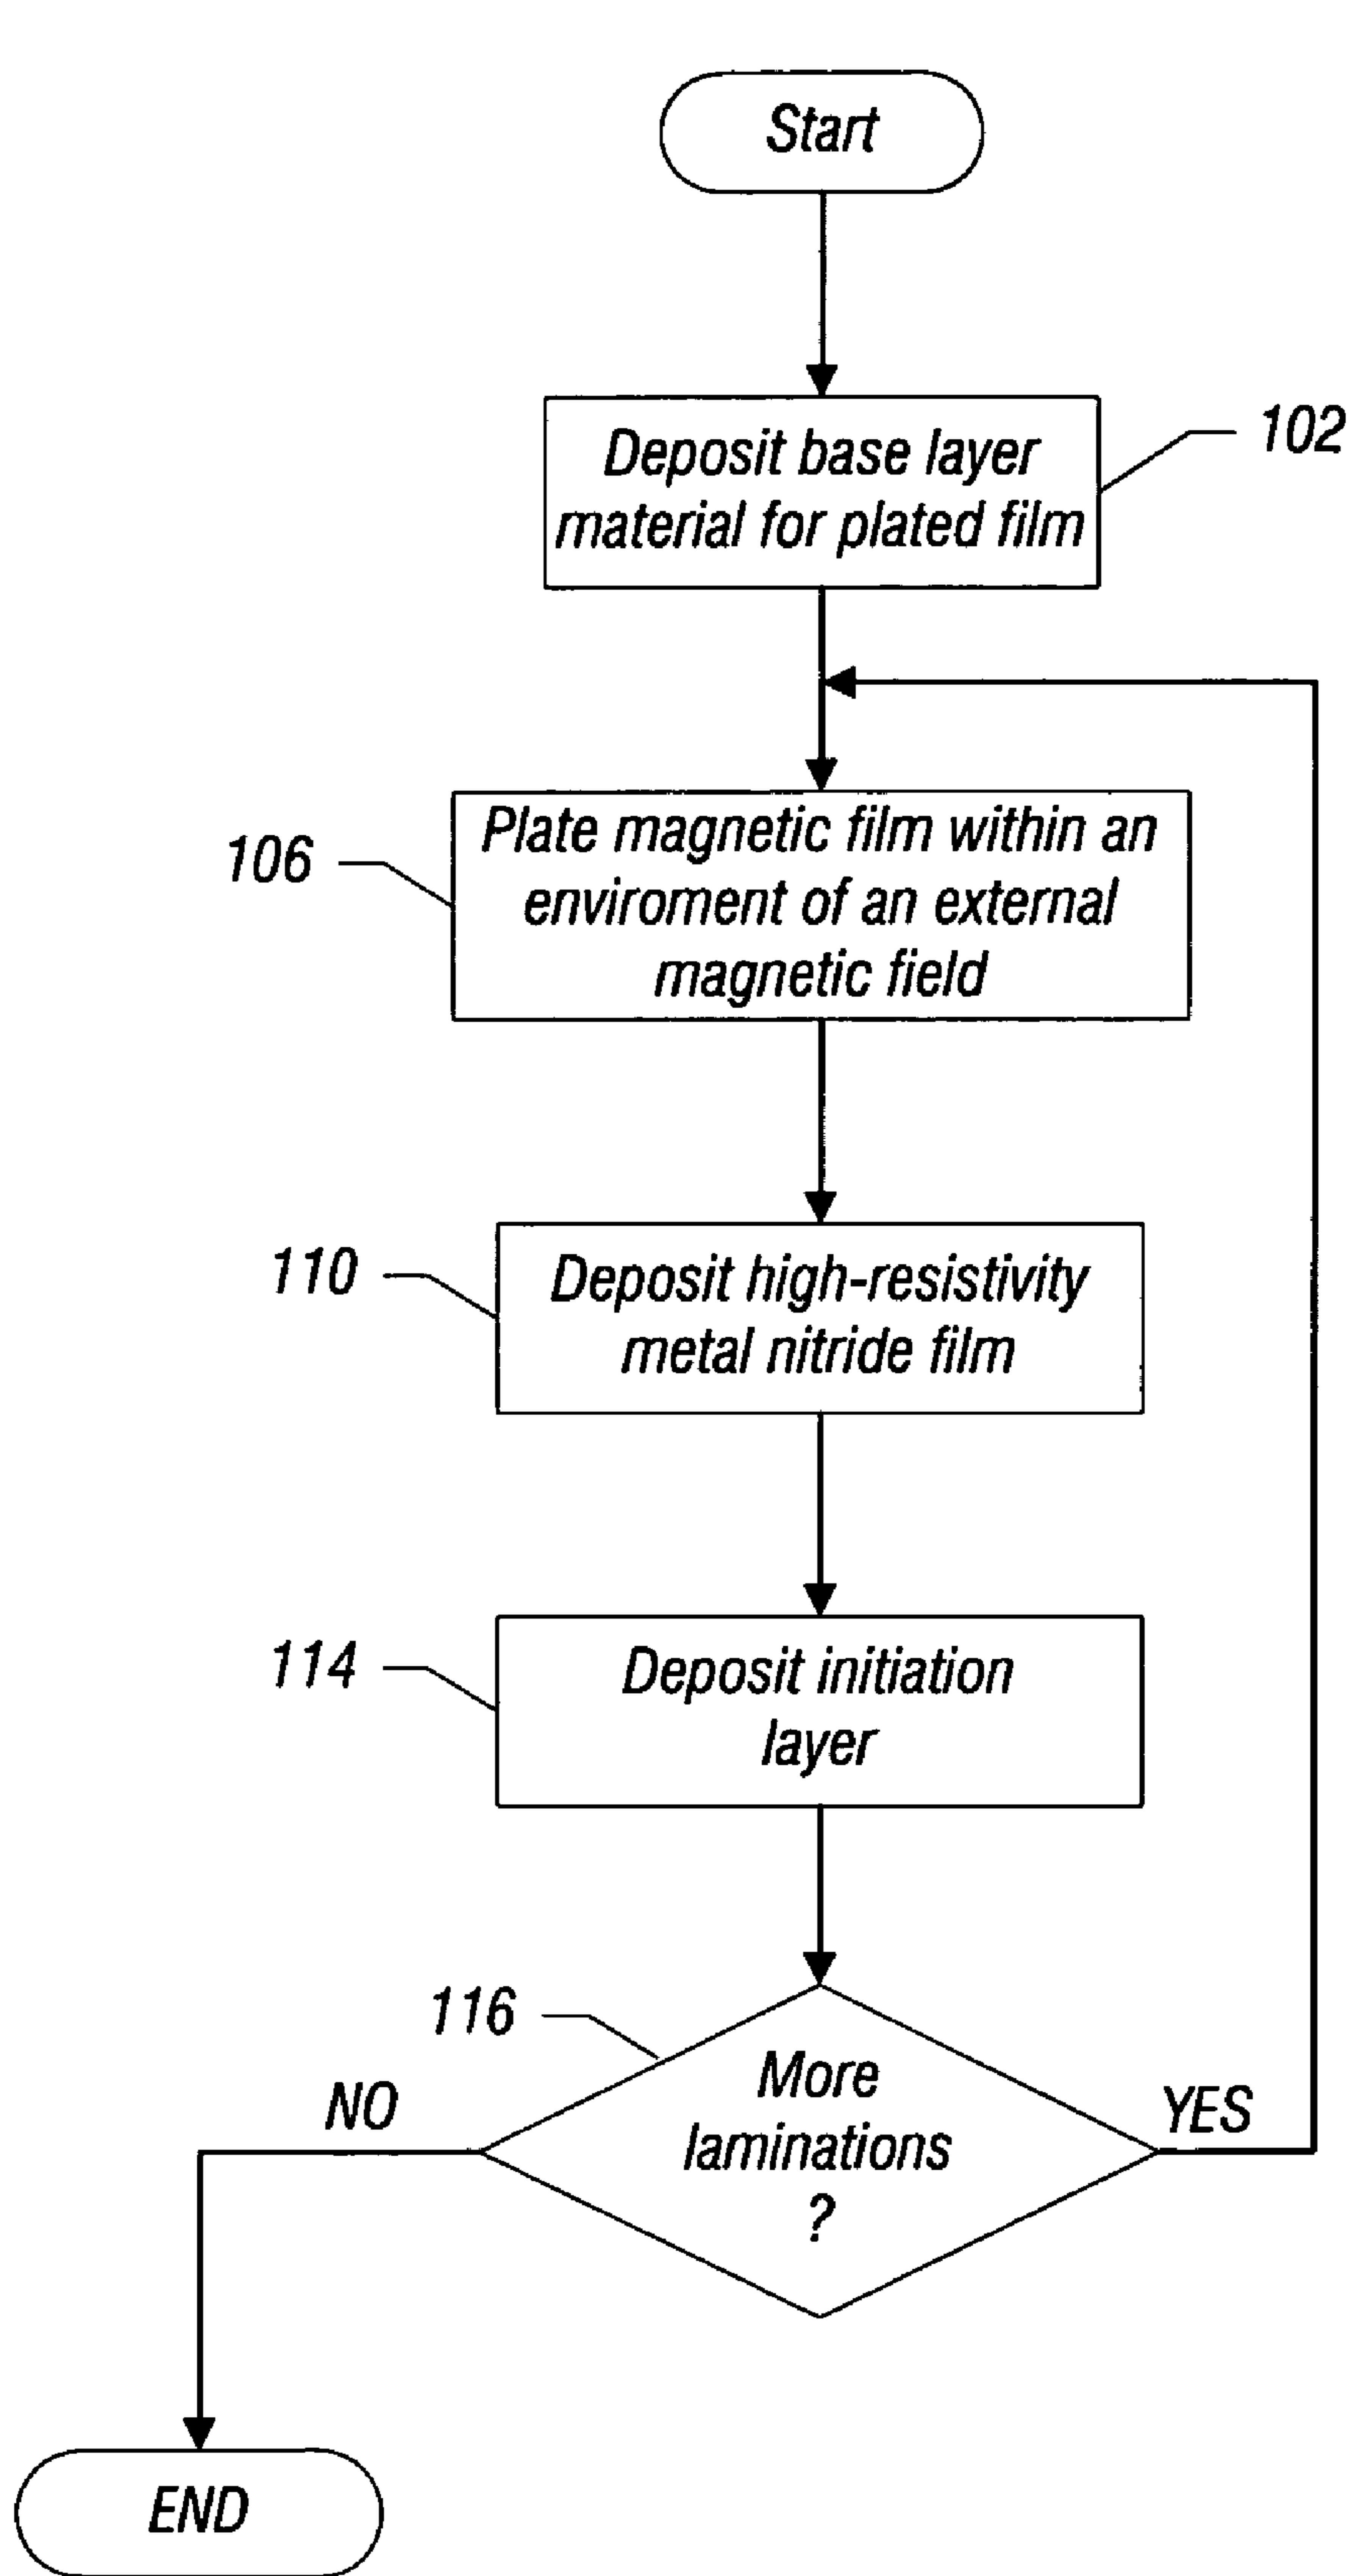 Start
Deposit base layer
material for plated film
102
Plate magnetic film within an
enviroment of an external
magnetic field
106
Deposit high-resistivity
metal nitride film
110
Deposit initiation
layer
114
116
More
laminations
?
NO
YES
END